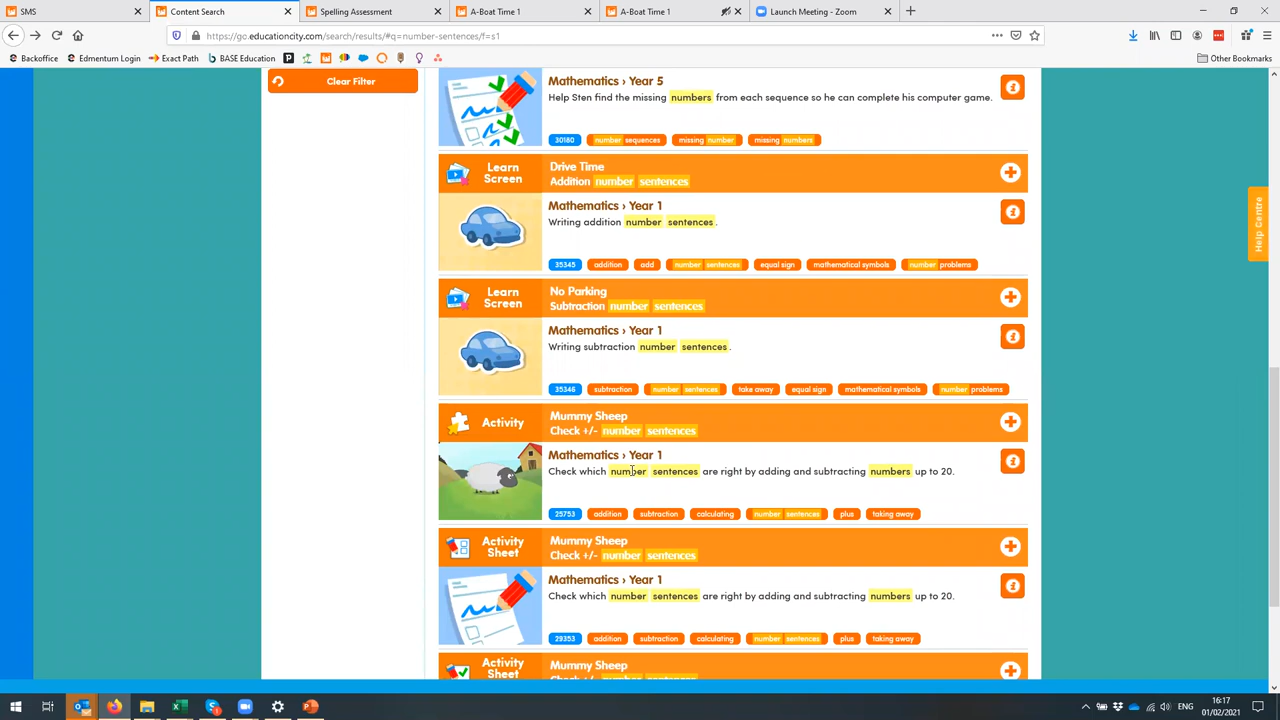 SMS
Content Search
Spelling Assessment
A-Boat Time 1
A-Boat Time 1
Launch Meeting - Zoom
https://go.educationcity.com/search/results/#q=number-sentences/f=s1
Backoffice
Edmentum Login
Exact Path
BASE Education
Other Bookmarks
Clear Filter
Mathematics › Year 5
Help Sten find the missing numbers from each sequence so he can complete his computer game.
30180 number sequences missing number missing numbers
Learn Screen
Drive Time
Addition number sentences
Mathematics › Year 1
Writing addition number sentences.
35345 addition add number sentences equal sign mathematical symbols number problems
Learn Screen
No Parking
Subtraction number sentences
Mathematics › Year 1
Writing subtraction number sentences.
35346 subtraction number sentences take away equal sign mathematical symbols number problems
Activity
Mummy Sheep
Check +/- number sentences
Mathematics › Year 1
Check which number sentences are right by adding and subtracting numbers up to 20.
25753 addition subtraction calculating number sentences plus taking away
Activity Sheet
Mummy Sheep
Check +/- number sentences
Mathematics › Year 1
Check which number sentences are right by adding and subtracting numbers up to 20.
29353 addition subtraction calculating number sentences plus taking away
Activity Sheet
Mummy Sheep
Check +/- number sentences
Help Centre
ENG
16:17
01/02/2021